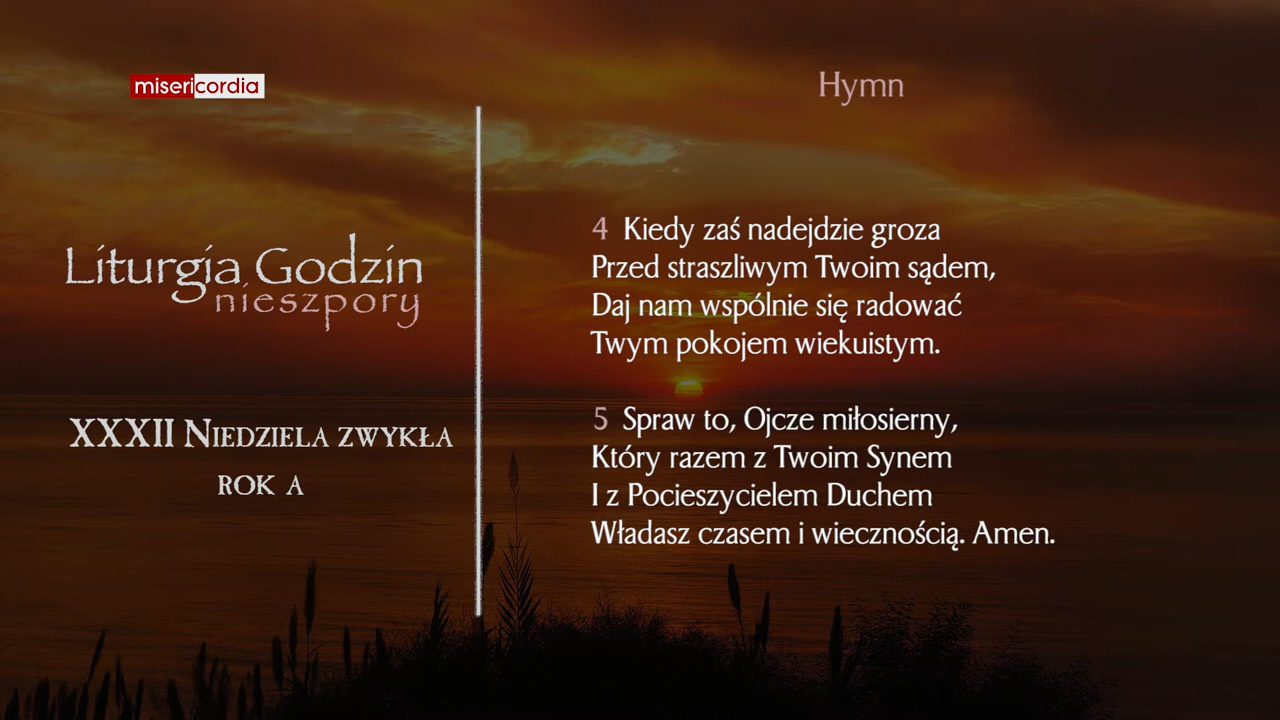 misericordia
Liturgia Godzin
nieszpory
XXXII Niedziela zwykła
rok a
Hymn
4 Kiedy zaś nadejdzie groza
Przed straszliwym Twoim sądem,
Daj nam wspólnie się radować
Twym pokojem wiekuistym.
5 Spraw to, Ojcze miłosierny,
Który razem z Twoim Synem
I z Pocieszycielem Duchem
Władasz czasem i wiecznością. Amen.